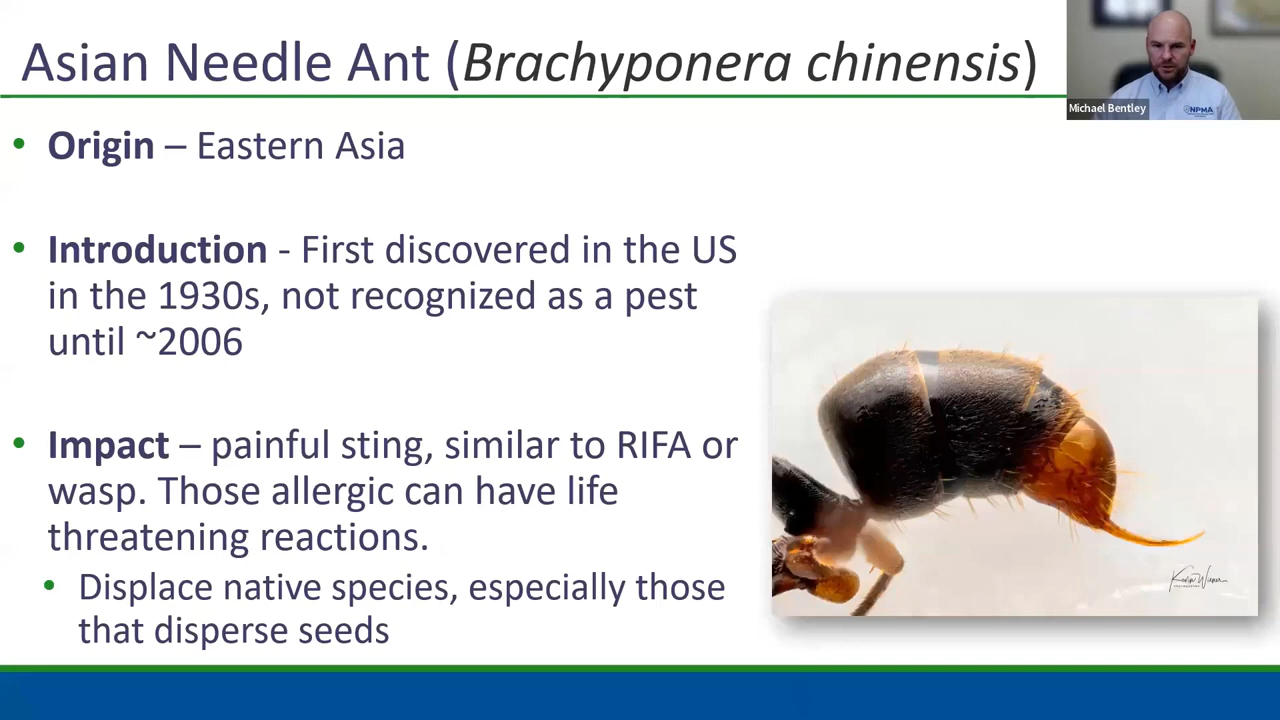 Asian Needle Ant (Brachyponera chinensis)
NPMA
Michael Bentley
• Origin – Eastern Asia
• Introduction - First discovered in the US
in the 1930s, not recognized as a pest
until ~2006
• Impact – painful sting, similar to RIFA or
wasp. Those allergic can have life
threatening reactions.
• Displace native species, especially those
that disperse seeds